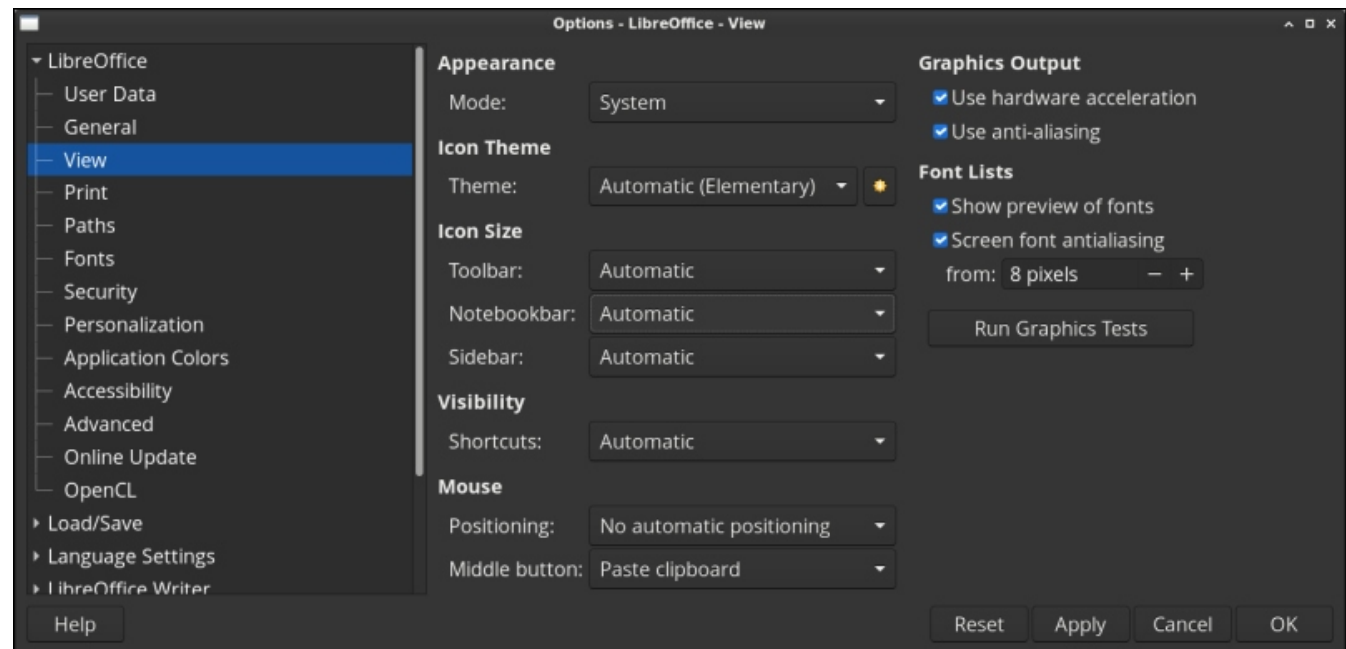 Options - LibreOffice - View
LibreOffice
User Data
General
View
Print
Paths
Fonts
Security
Personalization
Application Colors
Accessibility
Advanced
Online Update
OpenCL
Load/Save
Language Settings
LibreOffice Writer
Appearance
Mode: System
Icon Theme
Theme: Automatic (Elementary)
Icon Size
Toolbar: Automatic
Notebookbar: Automatic
Sidebar: Automatic
Visibility
Shortcuts: Automatic
Mouse
Positioning: No automatic positioning
Middle button: Paste clipboard
Graphics Output
Use hardware acceleration
Use anti-aliasing
Font Lists
Show preview of fonts
Screen font antialiasing
from: 8 pixels − +
Run Graphics Tests
Help
Reset Apply Cancel OK